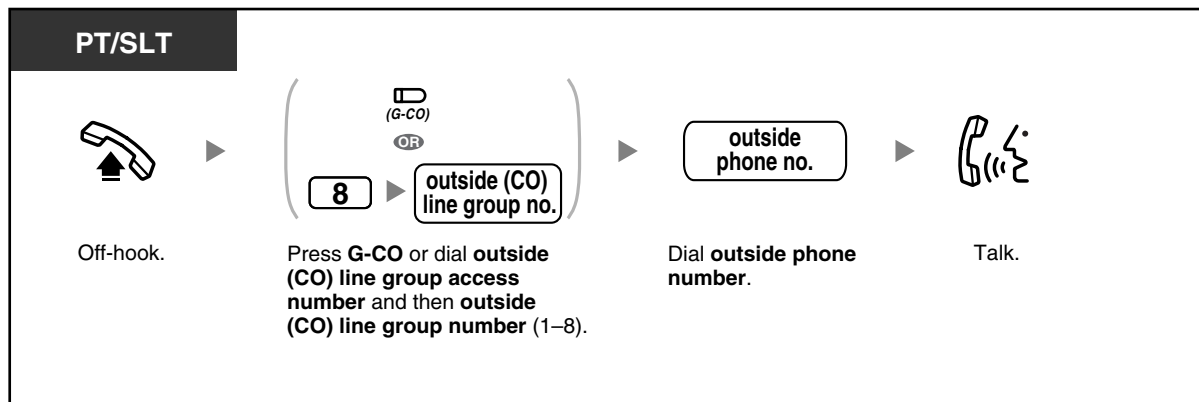 PT/SLT
(G-CO)
OR
8
outside (CO)
line group no.
outside
phone no.
Off-hook.
Press G-CO or dial outside
(CO) line group access
number and then outside
(CO) line group number (1–8).
Dial outside phone
number.
Talk.